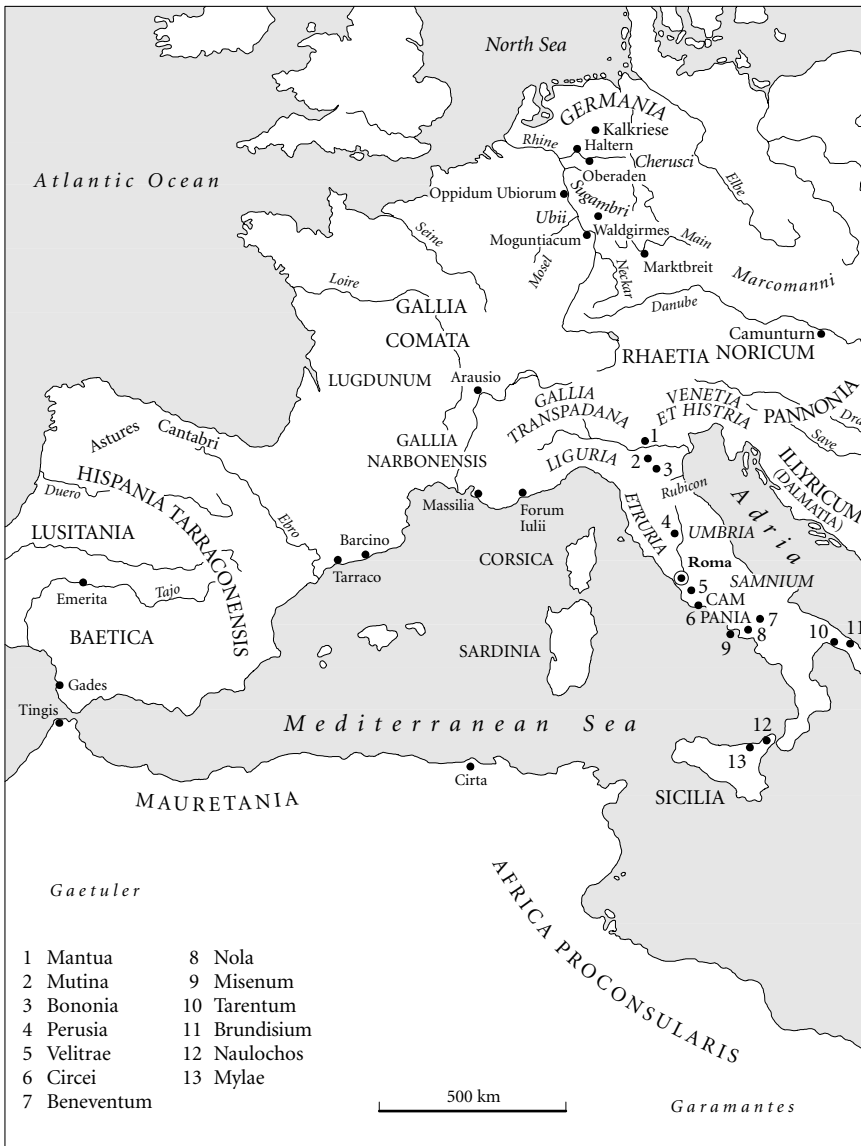 North Sea
GERMANIA
Kalkriese
Rhine
Haltern
Cherusci
Oberaden
Elbe
Atlantic Ocean
Oppidum Ubiorum
Sugambri
Ubii
Waldgirmes
Seine
Moguntiacum
Main
Mosel
Neckar
Marktbreit
Marcomanni
Loire
Danube
GALLIA
COMATA
Camunturn
RHAETIA
NORICUM
LUGDUNUM
Arausio
GALLIA
TRANSPADANA
VENETIA
ET HISTRIA
PANNONIA
Dra
Save
Astures
Cantabri
GALLIA
NARBONENSIS
LIGURIA
1
2
3
ILLYRICUM
(DALMATIA)
HISPANIA TARRACONENSIS
Duero
Ebro
Massilia
Forum
Iulii
ETRURIA
Rubicon
Adria
4
UMBRIA
LUSITANIA
Barcino
Tarraco
CORSICA
Roma
SAMNIUM
Emerita
Tajo
5
6
CAM
PANIA
7
8
9
10
11
BAETICA
SARDINIA
Gades
Tingis
Mediterranean Sea
12
13
Cirta
MAURETANIA
SICILIA
Gaetuler
AFRICA PROCONSULARIS
1 Mantua
2 Mutina
3 Bononia
4 Perusia
5 Velitrae
6 Circei
7 Beneventum
8 Nola
9 Misenum
10 Tarentum
11 Brundisium
12 Naulochos
13 Mylae
500 km
Garamantes